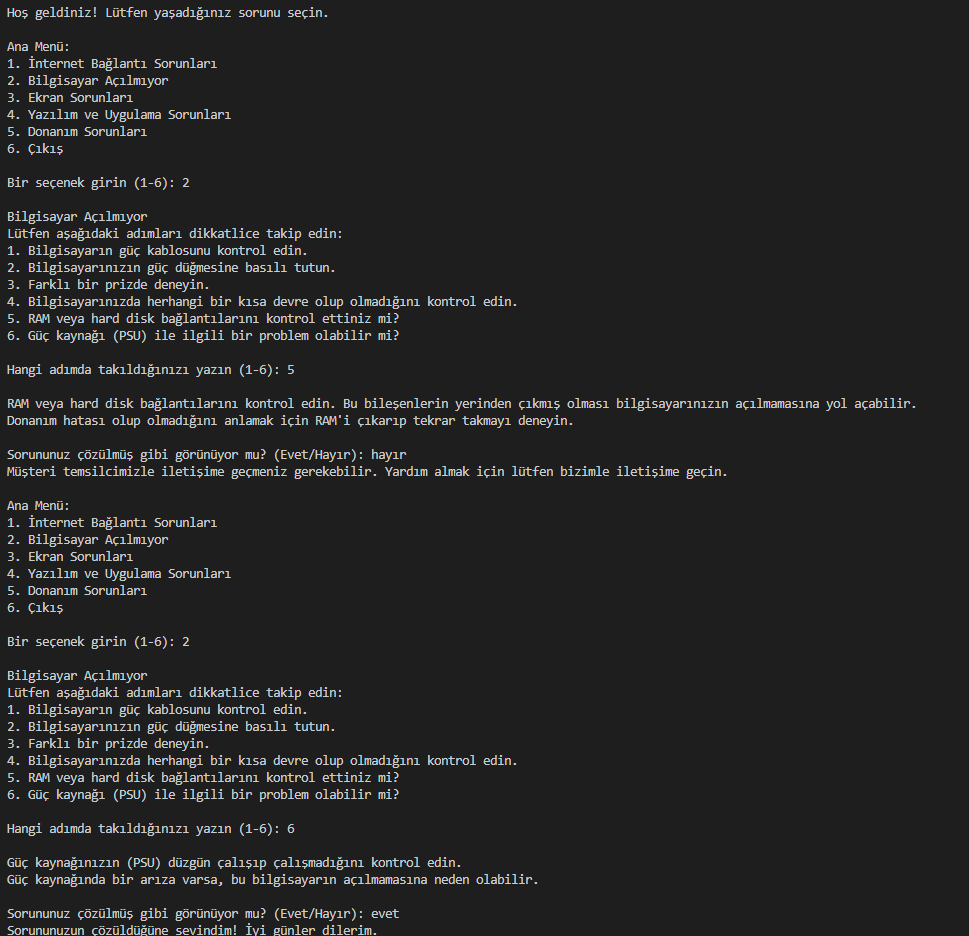 Hoş geldiniz! Lütfen yaşadığınız sorunu seçin.
Ana Menü:
1. İnternet Bağlantı Sorunları
2. Bilgisayar Açılmıyor
3. Ekran Sorunları
4. Yazılım ve Uygulama Sorunları
5. Donanım Sorunları
6. Çıkış
Bir seçenek girin (1-6): 2
Bilgisayar Açılmıyor
Lütfen aşağıdaki adımları dikkatlice takip edin:
1. Bilgisayarın güç kablosunu kontrol edin.
2. Bilgisayarınızın güç düğmesine basılı tutun.
3. Farklı bir prizde deneyin.
4. Bilgisayarınızda herhangi bir kısa devre olup olmadığını kontrol edin.
5. RAM veya hard disk bağlantılarını kontrol ettiniz mi?
6. Güç kaynağı (PSU) ile ilgili bir problem olabilir mi?
Hangi adımda takıldığınızı yazın (1-6): 5
RAM veya hard disk bağlantılarını kontrol edin. Bu bileşenlerin yerinden çıkmış olması bilgisayarınızın açılmamasına yol açabilir.
Donanım hatası olup olmadığını anlamak için RAM'i çıkarıp tekrar takmayı deneyin.
Sorununuz çözülmüş gibi görünüyor mu? (Evet/Hayır): hayır
Müşteri temsilcimizle iletişime geçmeniz gerekebilir. Yardım almak için lütfen bizimle iletişime geçin.
Ana Menü:
1. İnternet Bağlantı Sorunları
2. Bilgisayar Açılmıyor
3. Ekran Sorunları
4. Yazılım ve Uygulama Sorunları
5. Donanım Sorunları
6. Çıkış
Bir seçenek girin (1-6): 2
Bilgisayar Açılmıyor
Lütfen aşağıdaki adımları dikkatlice takip edin:
1. Bilgisayarın güç kablosunu kontrol edin.
2. Bilgisayarınızın güç düğmesine basılı tutun.
3. Farklı bir prizde deneyin.
4. Bilgisayarınızda herhangi bir kısa devre olup olmadığını kontrol edin.
5. RAM veya hard disk bağlantılarını kontrol ettiniz mi?
6. Güç kaynağı (PSU) ile ilgili bir problem olabilir mi?
Hangi adımda takıldığınızı yazın (1-6): 6
Güç kaynağınızın (PSU) düzgün çalışıp çalışmadığını kontrol edin.
Güç kaynağında bir arıza varsa, bu bilgisayarın açılmamasına neden olabilir.
Sorununuz çözülmüş gibi görünüyor mu? (Evet/Hayır): evet
Sorununuzun çözüldüğüne sevindim! İyi günler dilerim.